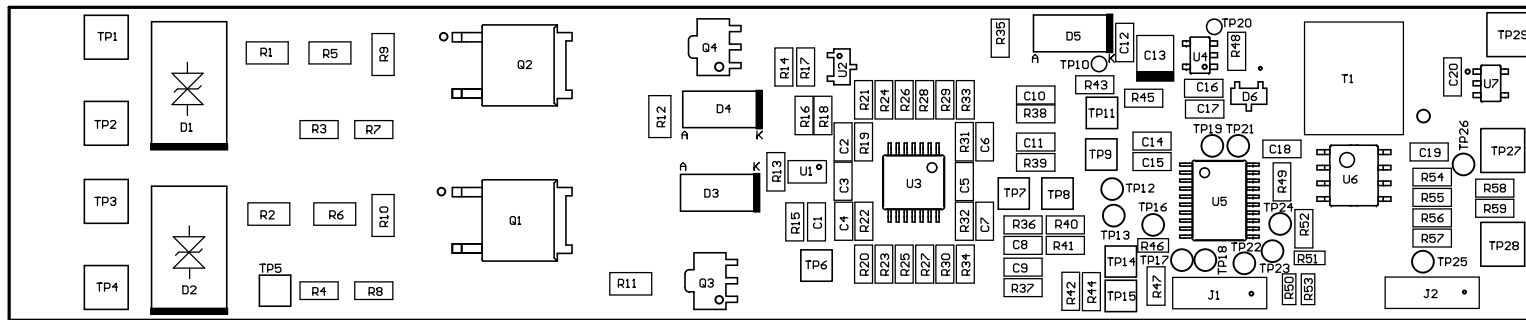 TP1
TP2
TP3
TP4
D1
D2
TP5
R1
R5
R9
R3
R7
R2
R6
R10
R4
R8
Q2
Q1
R11
R12
Q4
D4
A
K
A
K
D3
Q3
R14
R17
U2
R16
R18
R13
U1
R15
C1
TP6
R21
R24
R26
R28
R29
R33
C2
R19
R31
C6
C3
U3
C5
C4
R22
R32
C7
R20
R23
R25
R27
R30
R34
R35
D5
A
K
C12
C13
TP10
TP20
U4
R48
R43
C10
R38
TP11
R45
C16
C17
D6
C11
R39
TP9
C14
C15
TP19
TP21
C18
TP7
TP8
TP12
TP13
TP16
U5
R49
TP24
R52
R36
R40
C8
R41
R46
C9
R37
TP14
TP17
TP18
TP22
TP23
R51
R42
R44
TP15
R47
J1
R50
R53
T1
U6
C20
U7
TP29
TP26
C19
TP27
R54
R55
R56
R57
R58
R59
TP28
TP25
J2